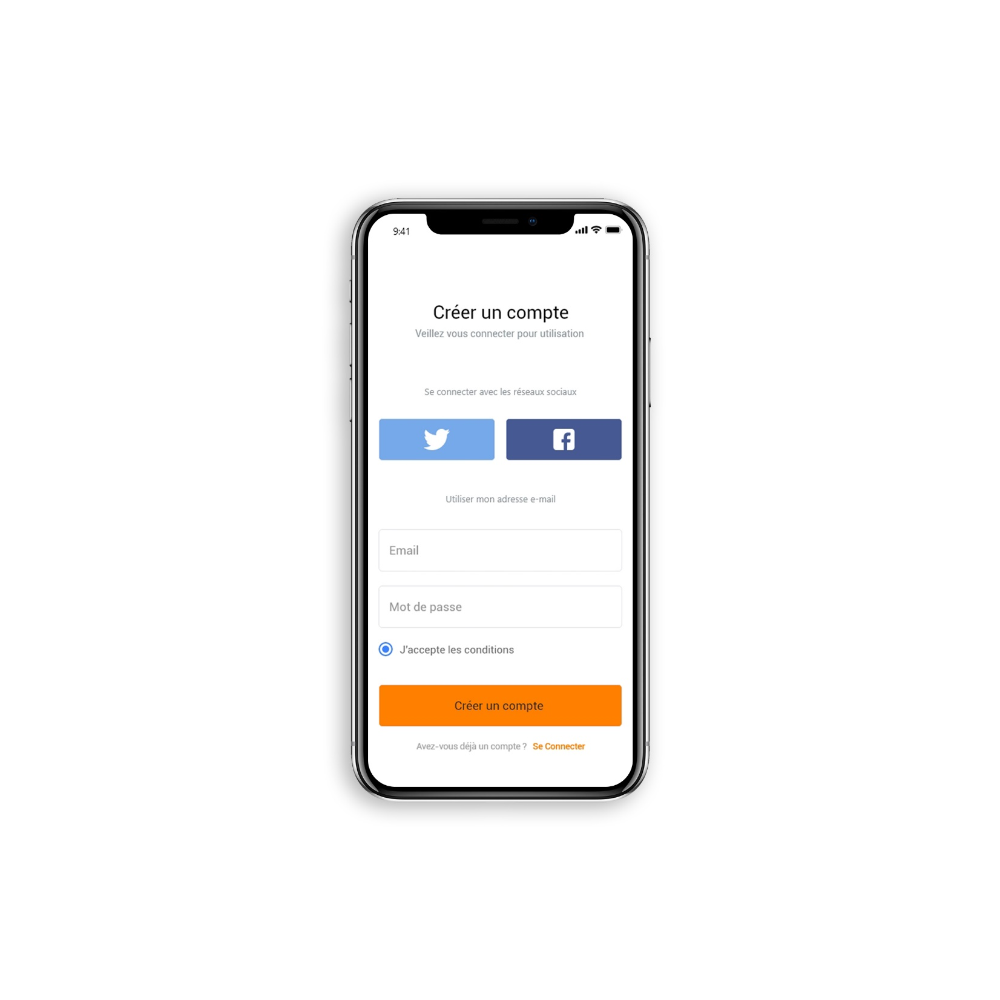 9:41
Créer un compte
Veillez vous connecter pour utilisation
Se connecter avec les réseaux sociaux
Utiliser mon adresse e-mail
Email
Mot de passe
J'accepte les conditions
Créer un compte
Avez-vous déjà un compte ? Se Connecter